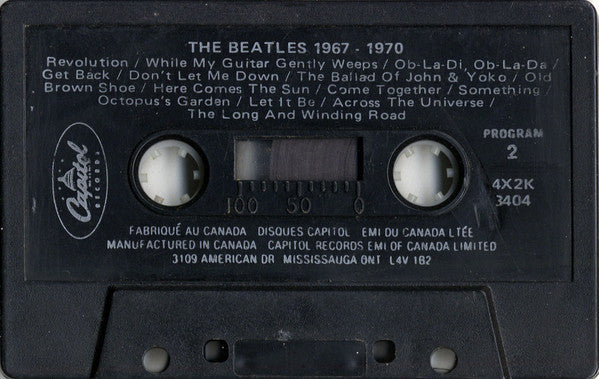 THE BEATLES 1967 - 1970
Revolution / While My Guitar Gently Weeps / Ob-La-Di, Ob-La-Da /
Get Back / Don't Let Me Down / The Ballad Of John & Yoko / Old
Brown Shoe / Here Comes The Sun / Come Together / Something /
Octopus's Garden / Let It Be / Across The Universe /
The Long And Winding Road
Capitol
RECORDS
PROGRAM
2
4X2K
3404
100 50 0
FABRIQUÉ AU CANADA DISQUES CAPITOL EMI DU CANADA LTÉE
MANUFACTURED IN CANADA CAPITOL RECORDS EMI OF CANADA LIMITED
3109 AMERICAN DR MISSISSAUGA ONT L4V 1B2